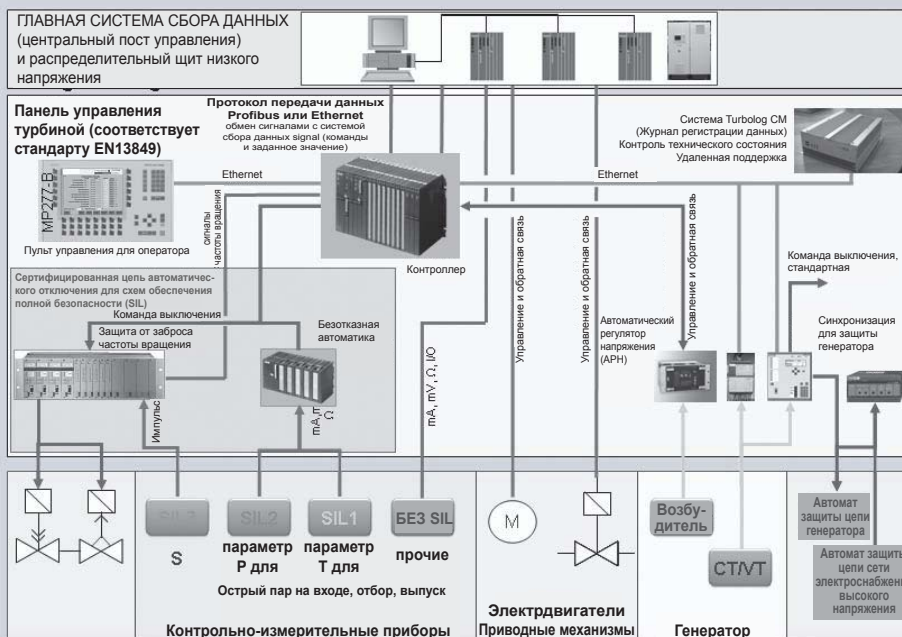 ГЛАВНАЯ СИСТЕМА СБОРА ДАННЫХ
(центральный пост управления)
и распределительный щит низкого
напряжения
Панель управления
турбиной (соответствует
стандарту EN13849)
Протокол передачи данных
Profibus или Ethernet
обмен сигналами с системой
сбора данных signal (команды
и заданное значение)
Система Turbolog CM
(Журнал регистрации данных)
Контроль технического состояния
Удаленная поддержка
Ethernet
Ethernet
MP277-B
Пульт управления для оператора
сигналы
частоты вращения
Контроллер
Управление и обратная связь
Управление и обратная связь
Управление и обратная связь
Команда выключения,
стандартная
Сертифицированная цепь автоматичес-
кого отключения для схем обеспечения
полной безопасности (SIL)
Команда выключения
Защита от заброса
частоты вращения
Безотказная
автоматика
Автоматический
регулятор
напряжения
(АРН)
Синхронизация
для защиты
генератора
Импульс
mA,
Ω
mA, mV, Ω, I/O
SIL2
SIL1
БЕЗ SIL
S
параметр
P для
параметр
T для
прочие
Острый пар на входе, отбор, выпуск
M
Возбу-
дитель
CT/VT
Автомат
защиты цепи
генератора
Автомат защиты
цепи сети
электроснабжени
высокого
напряжения
Контрольно-измерительные приборы
Электрдвигатели
Приводные механизмы
Генератор